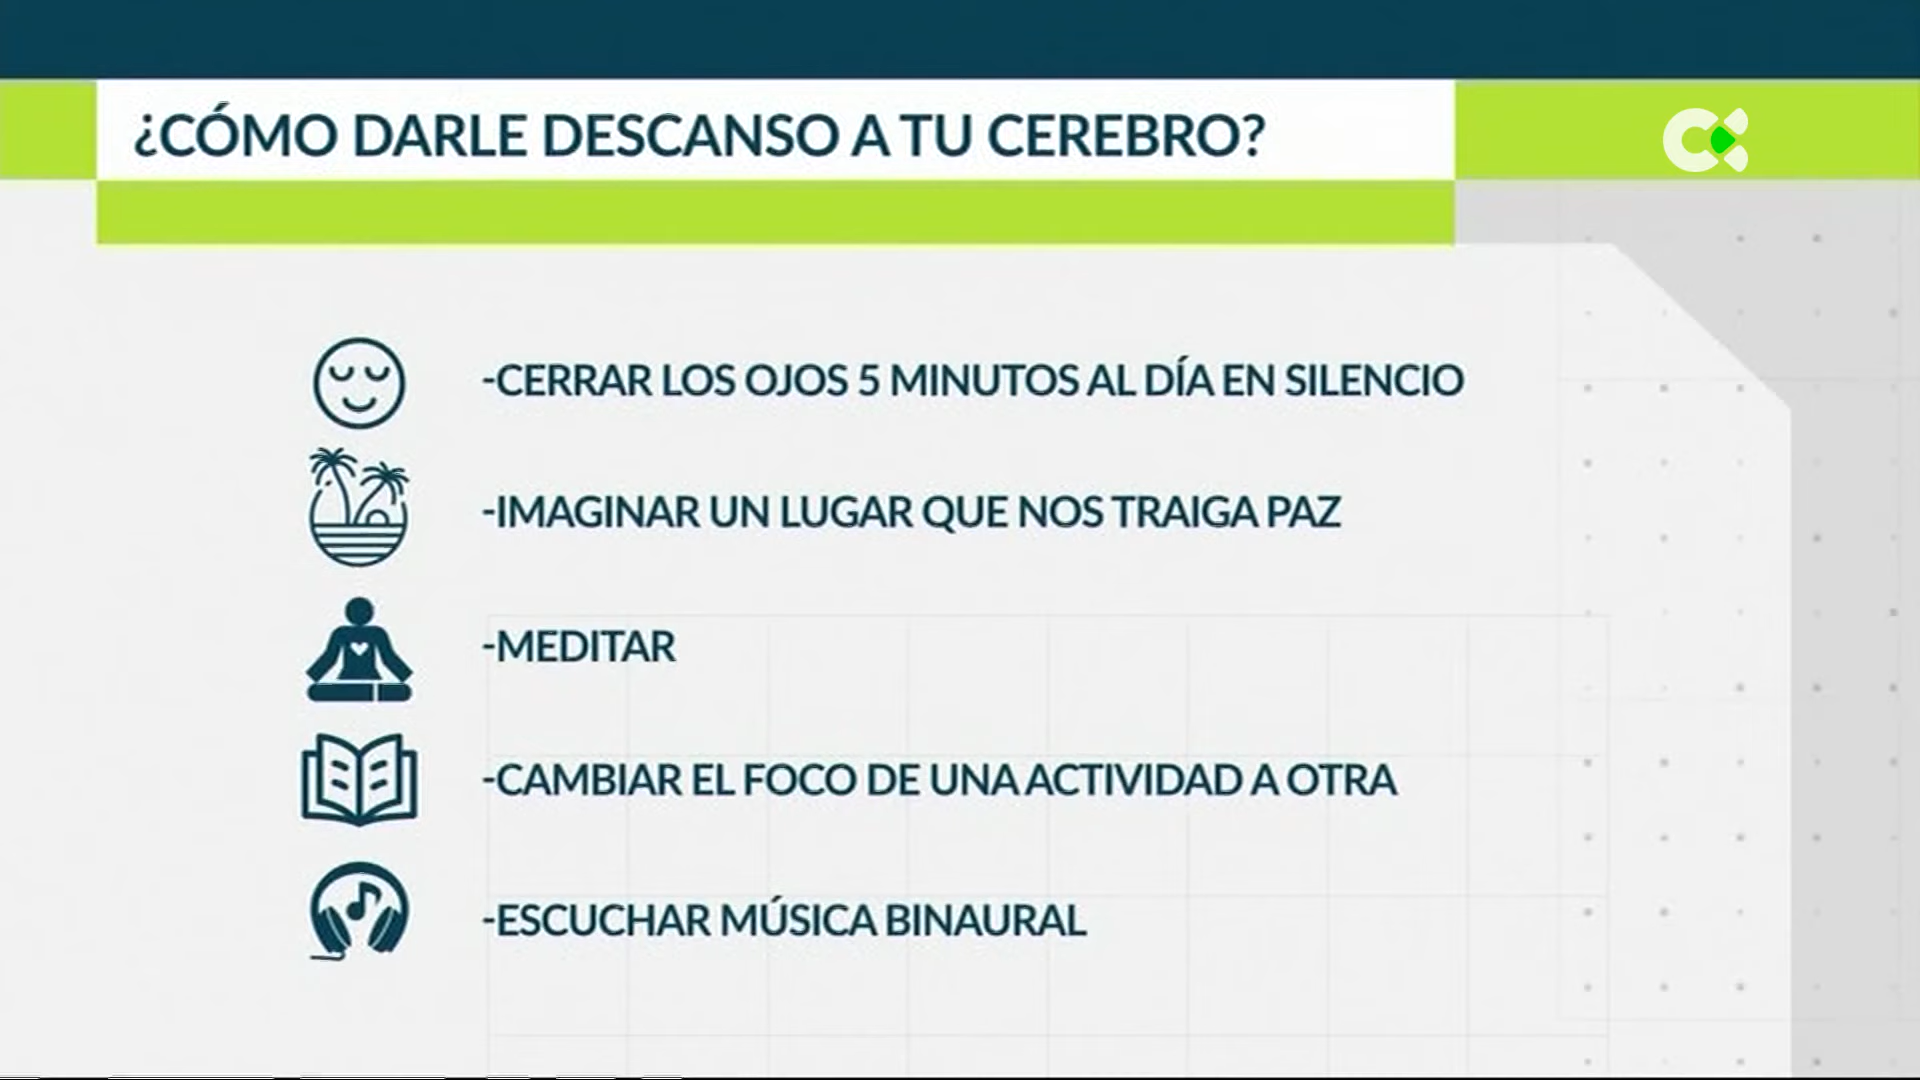 ¿CÓMO DARLE DESCANSO A TU CEREBRO?
-CERRAR LOS OJOS 5 MINUTOS AL DÍA EN SILENCIO
-IMAGINAR UN LUGAR QUE NOS TRAIGA PAZ
-MEDITAR
-CAMBIAR EL FOCO DE UNA ACTIVIDAD A OTRA
-ESCUCHAR MÚSICA BINAURAL